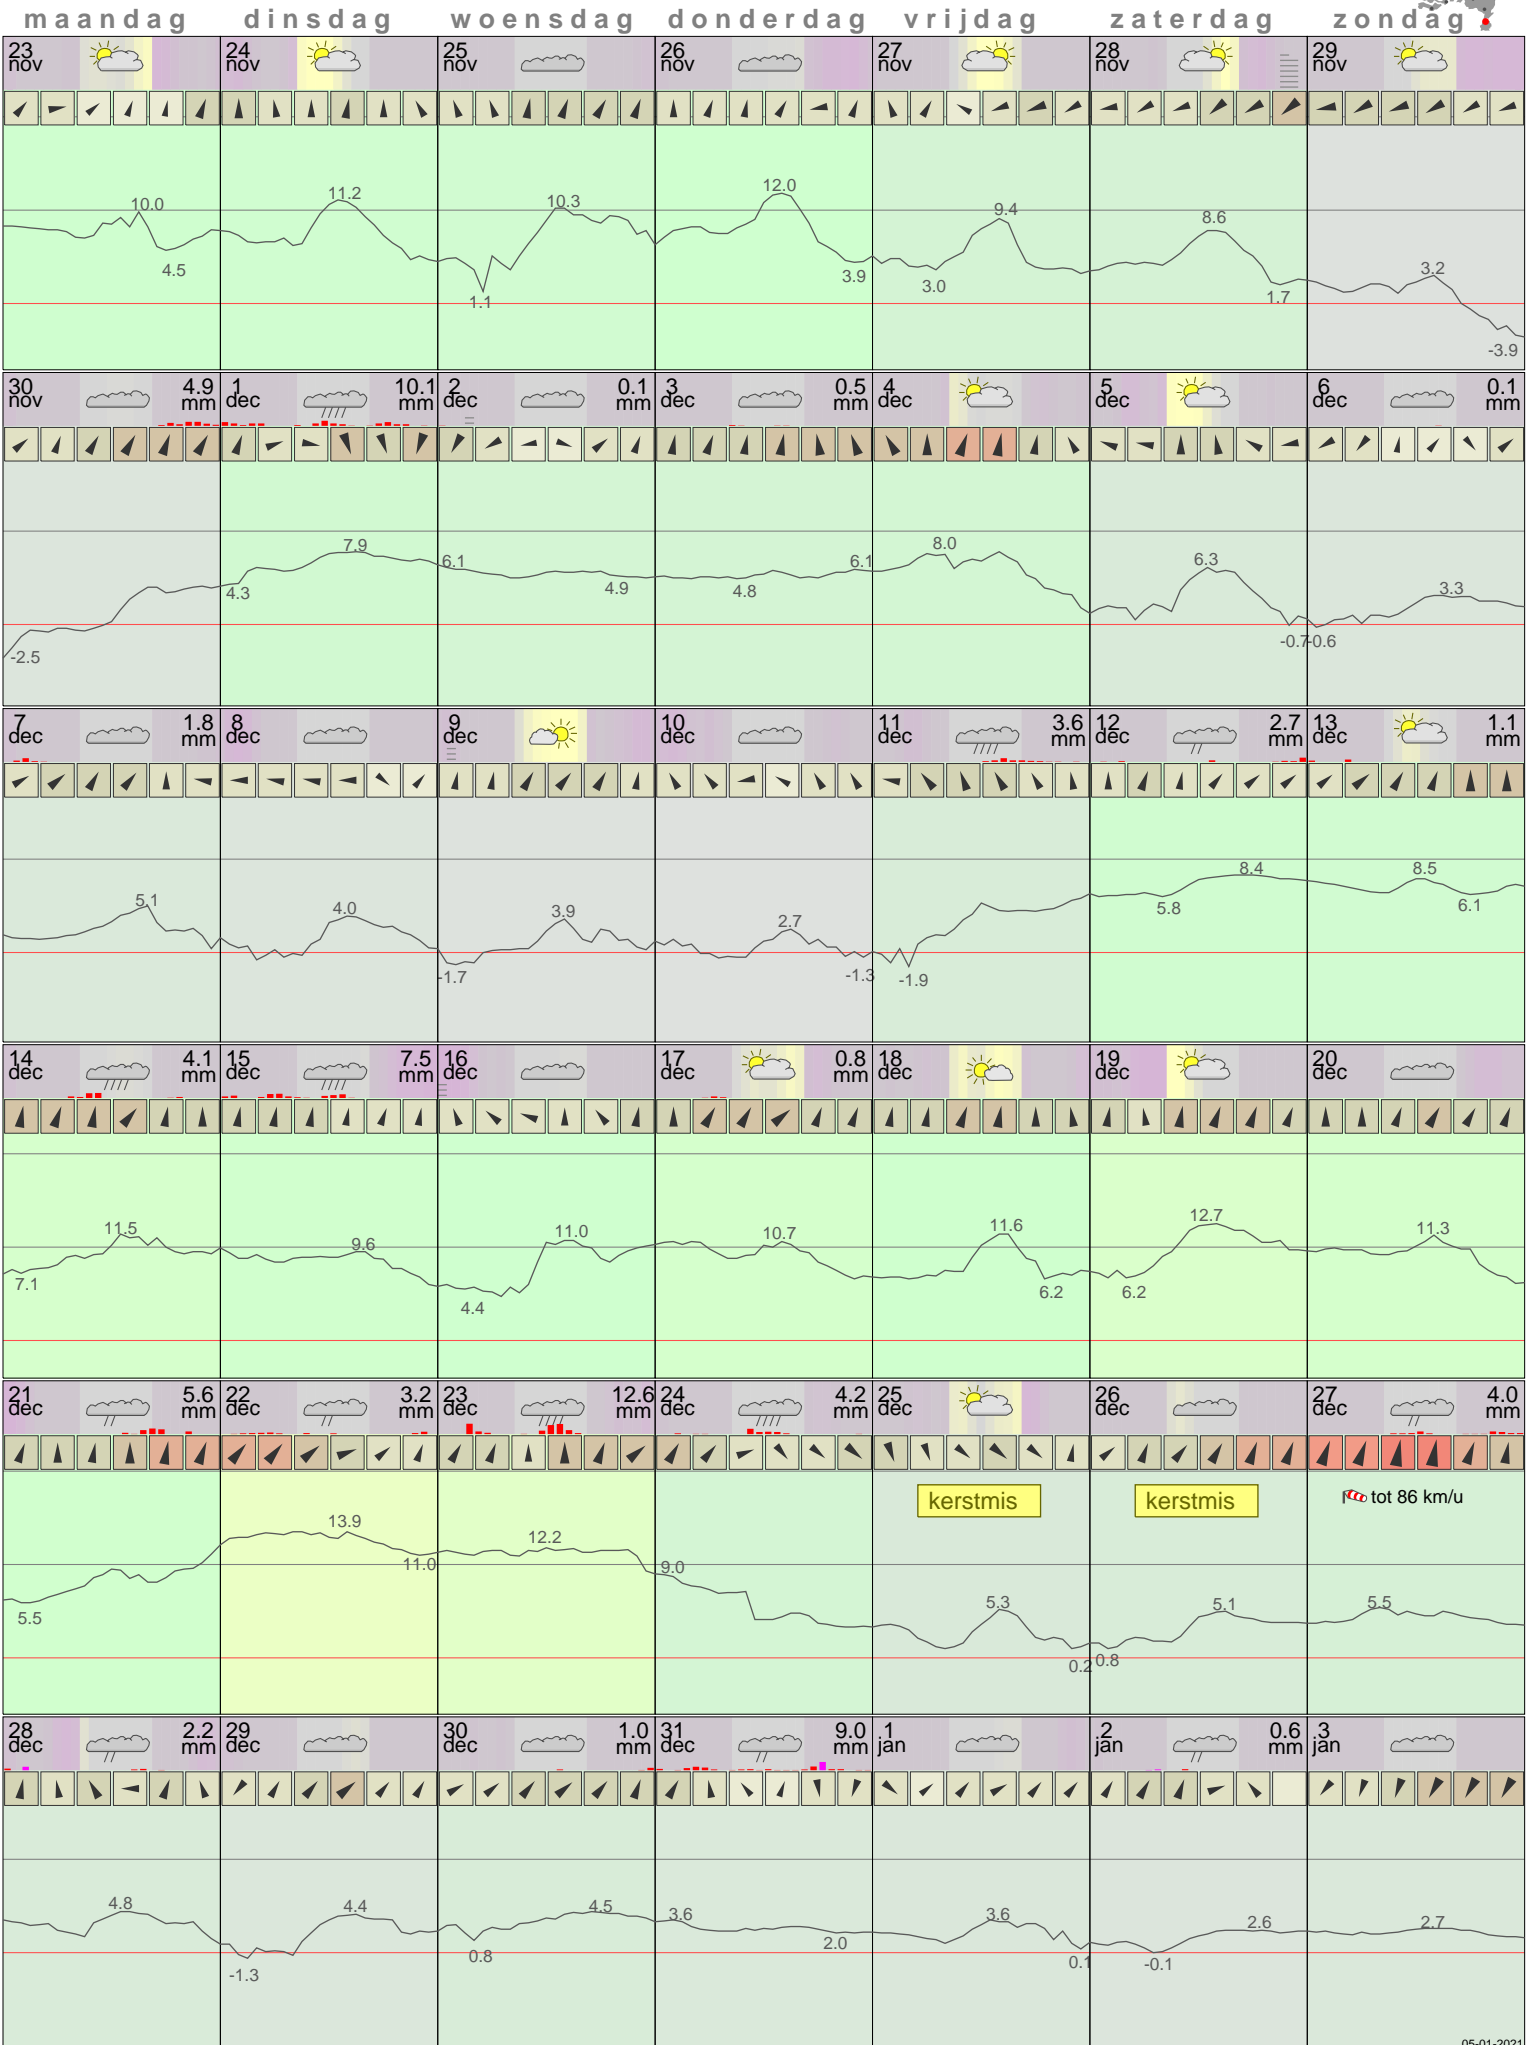 maandag dinsdag woensdag donderdag vrijdag zaterdag zondag
23 24 25 26 27 28 29
nov nov nov nov nov nov nov
12.0
11.2
10.0 10.3 9.4
8.6
4.5 3.9 3.2
3.0 1.7
1.1
-3.9
30 4.9 1 10.1 2 0.1 3 0.5 4 5 6 0.1
nov mm dec mm dec mm dec mm dec dec dec mm
7.9 8.0
6.1 6.1 6.3
4.3 4.9 4.8 3.3
-2.5 -0.7 -0.6
7 1.8 8 9 10 11 3.6 12 2.7 13 1.1
dec mm dec dec dec dec mm dec mm dec mm
8.4 8.5
5.1 4.0 3.9 2.7 5.8 6.1
-1.7 -1.3 -1.9
14 4.1 15 7.5 16 17 0.8 18 19 20
dec mm dec mm dec dec mm dec dec dec
12.7
11.5 9.6 11.0 10.7 11.6 11.3
7.1 4.4 6.2 6.2
21 5.6 22 3.2 23 12.6 24 4.2 25 26 27 4.0
dec mm dec mm dec mm dec mm dec dec dec mm
kerstmis kerstmis tot 86 km/u
13.9 12.2
11.0 9.0
5.5 5.3 5.1 5.5
0.2 0.8
28 2.2 29 30 1.0 31 9.0 1 2 0.6 3
dec mm dec dec mm dec mm jan jan mm jan
4.8 4.4 4.5 3.6 3.6 2.6 2.7
-1.3 0.8 2.0 0.1 -0.1
05-01-2021